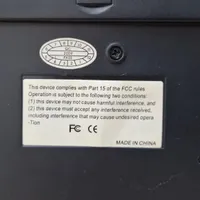 This device complies with Part 15 of the FCC rules
Operation is subject to the following two conditions:
(1) this device may not cause harmful interference, and
(2) this device must accept any interference received,
including interference that may cause undesired opera
-Tion
FC CE
MADE IN CHINA